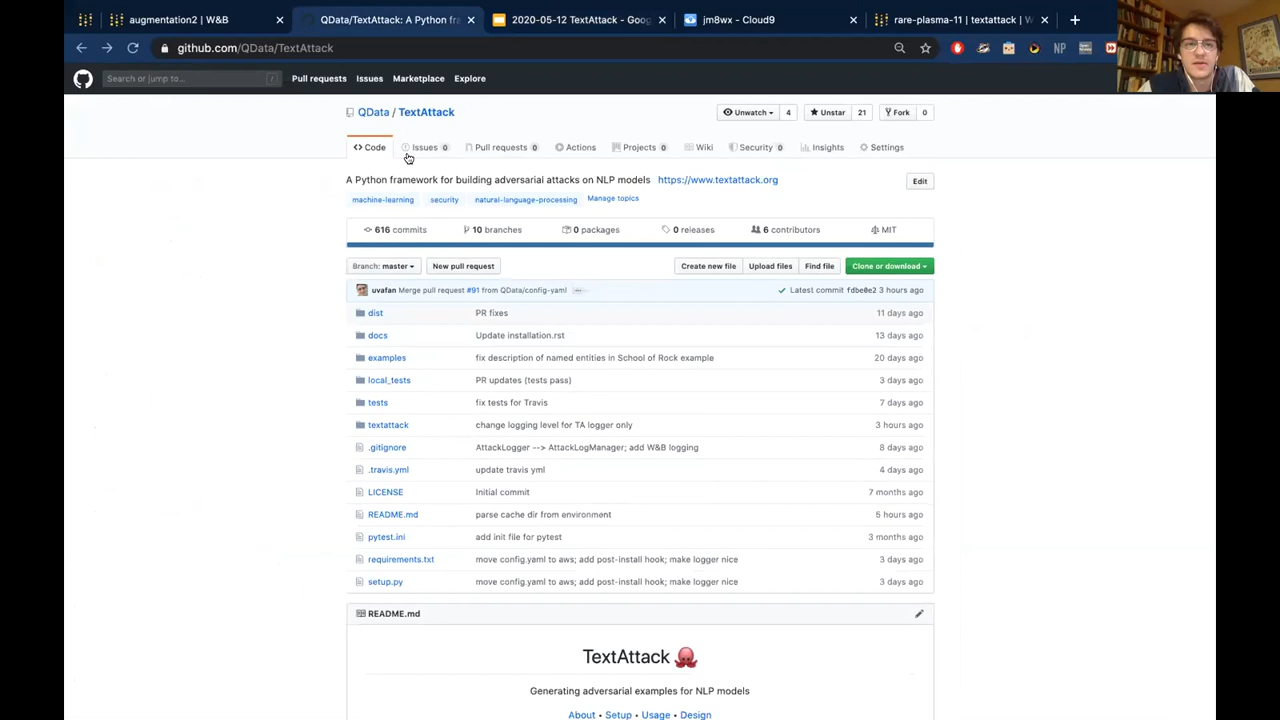 augmentation2 | W&B
QData/TextAttack: A Python fra
2020-05-12 TextAttack - Goog
jm8wx - Cloud9
rare-plasma-11 | textattack | W
github.com/QData/TextAttack
NP
Search or jump to...
/
Pull requests
Issues
Marketplace
Explore
QData / TextAttack
Unwatch 4
Unstar 21
Fork 0
Code
Issues 0
Pull requests 0
Actions
Projects 0
Wiki
Security 0
Insights
Settings
A Python framework for building adversarial attacks on NLP models https://www.textattack.org
Edit
machine-learning security natural-language-processing Manage topics
616 commits
10 branches
0 packages
0 releases
6 contributors
MIT
Branch: master
New pull request
Create new file
Upload files
Find file
Clone or download
uvafan Merge pull request #91 from QData/config-yaml ... Latest commit fdbe0e2 3 hours ago
dist PR fixes 11 days ago
docs Update installation.rst 13 days ago
examples fix description of named entities in School of Rock example 20 days ago
local_tests PR updates (tests pass) 3 days ago
tests fix tests for Travis 7 days ago
textattack change logging level for TA logger only 3 hours ago
.gitignore AttackLogger --> AttackLogManager; add W&B logging 8 days ago
.travis.yml update travis yml 4 days ago
LICENSE Initial commit 7 months ago
README.md parse cache dir from environment 5 hours ago
pytest.ini add init file for pytest 3 months ago
requirements.txt move config.yaml to aws; add post-install hook; make logger nice 3 days ago
setup.py move config.yaml to aws; add post-install hook; make logger nice 3 days ago
README.md
TextAttack
Generating adversarial examples for NLP models
About • Setup • Usage • Design